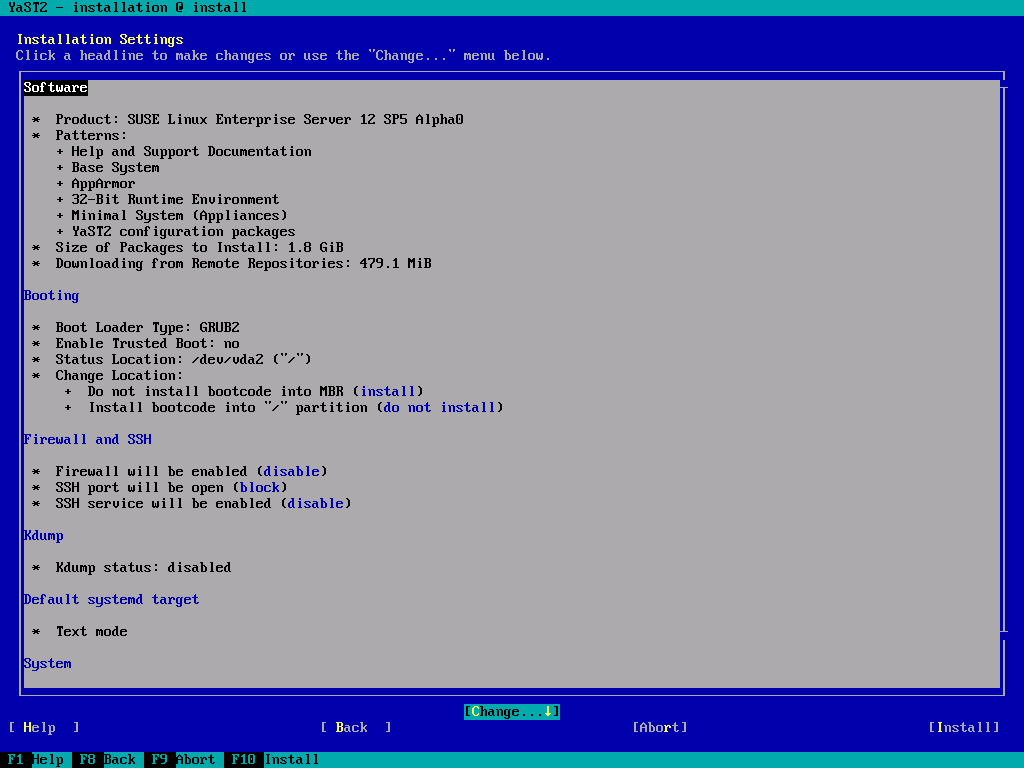 YaST2 - installation @ install
Installation Settings
Click a headline to make changes or use the "Change..." menu below.
Software
* Product: SUSE Linux Enterprise Server 12 SP5 Alpha0
* Patterns:
+ Help and Support Documentation
+ Base System
+ AppArmor
+ 32-Bit Runtime Environment
+ Minimal System (Appliances)
+ YaST2 configuration packages
* Size of Packages to Install: 1.8 GiB
* Downloading from Remote Repositories: 479.1 MiB
Booting
* Boot Loader Type: GRUB2
* Enable Trusted Boot: no
* Status Location: /dev/vda2 ("/")
* Change Location:
+ Do not install bootcode into MBR (install)
+ Install bootcode into "/" partition (do not install)
Firewall and SSH
* Firewall will be enabled (disable)
* SSH port will be open (block)
* SSH service will be enabled (disable)
Kdump
* Kdump status: disabled
Default systemd target
* Text mode
System
[Change...↓]
[ Help ] [ Back ] [Abort] [Install]
F1 Help F8 Back F9 Abort F10 Install